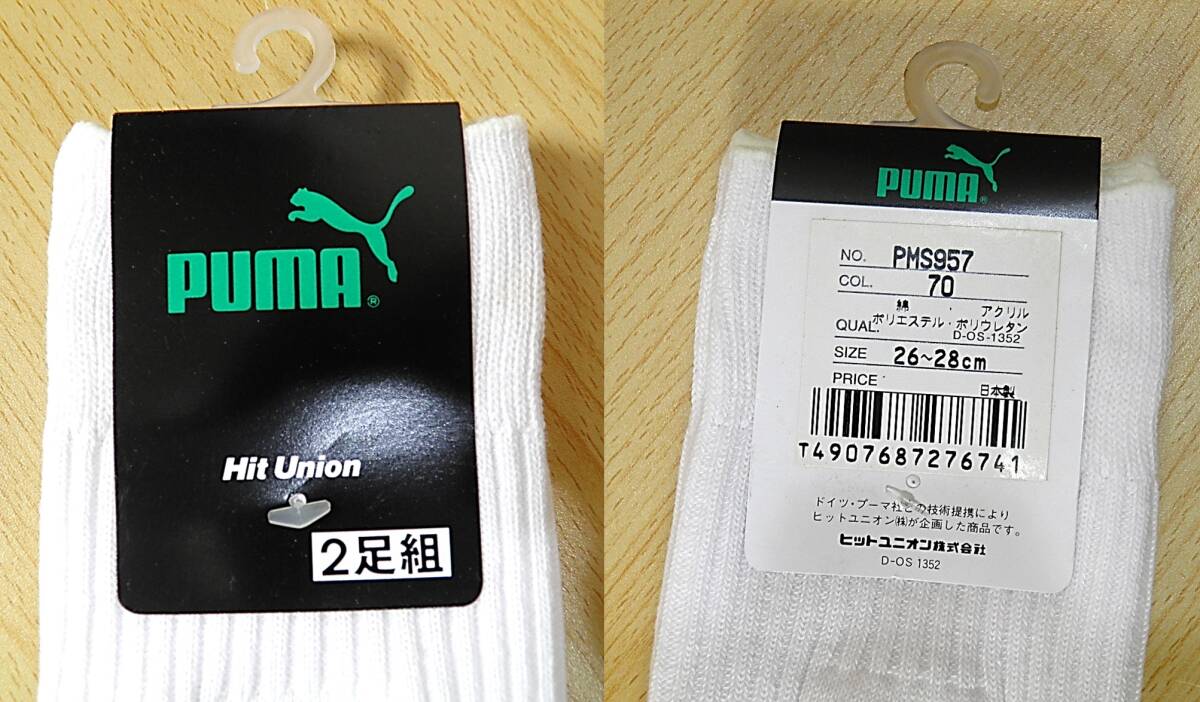 PUMA®
Hit Union
2足組
PUMA®
NO. PMS957
COL. 70
綿 ・ アクリル
QUAL. ポリエステル・ポリウレタン
D-OS-1352
SIZE 26~28cm
PRICE
日本製
T4907687276741
ドイツ・プーマ社との技術提携により
ヒットユニオン㈱が企画した商品です。
ヒットユニオン株式会社
D-OS 1352